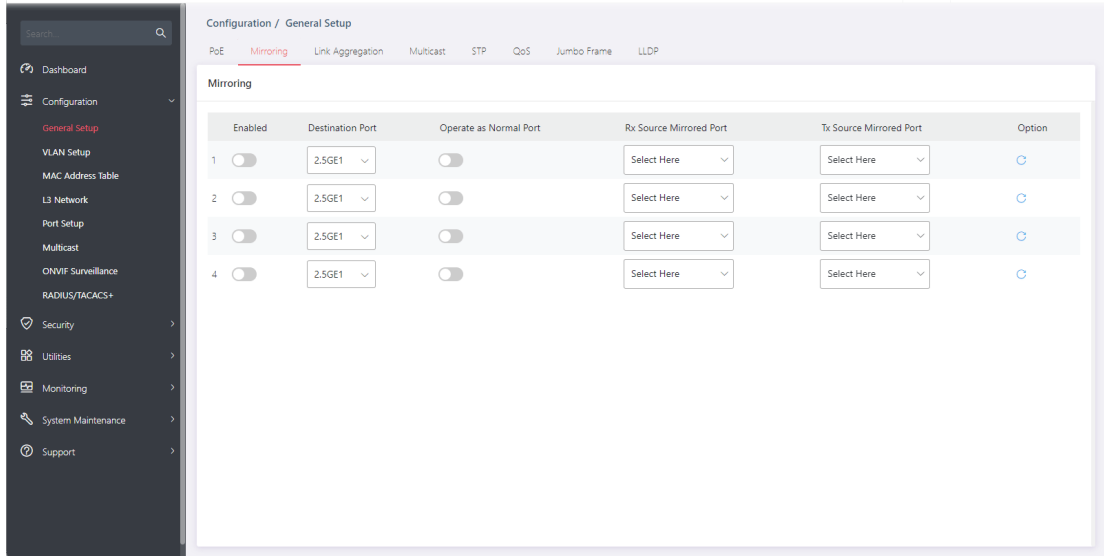 Search...
Dashboard
Configuration
General Setup
VLAN Setup
MAC Address Table
L3 Network
Port Setup
Multicast
ONVIF Surveillance
RADIUS/TACACS+
Security
Utilities
Monitoring
System Maintenance
Support
Configuration / General Setup
PoE Mirroring Link Aggregation Multicast STP QoS Jumbo Frame LLDP
Mirroring
Enabled Destination Port Operate as Normal Port Rx Source Mirrored Port Tx Source Mirrored Port Option
1 2.5GE1 Select Here Select Here
2 2.5GE1 Select Here Select Here
3 2.5GE1 Select Here Select Here
4 2.5GE1 Select Here Select Here